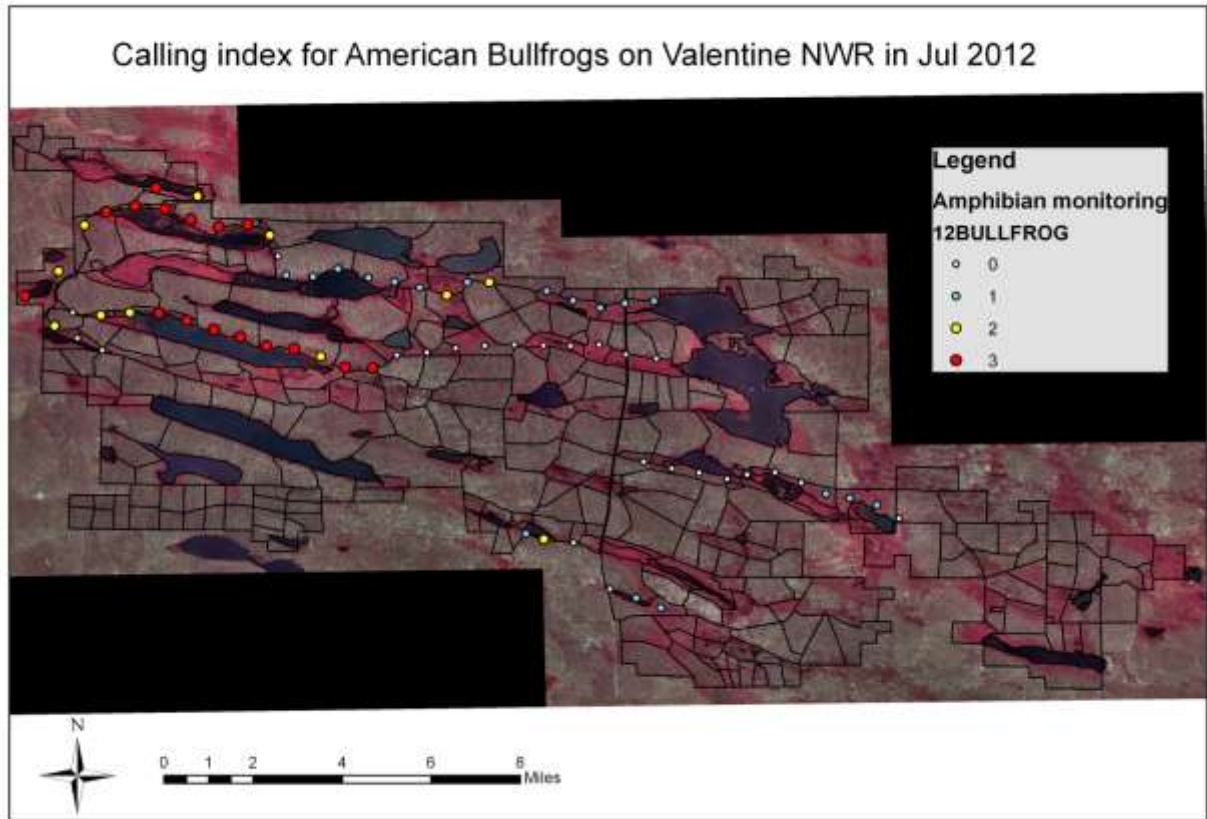 Calling index for American Bullfrogs on Valentine NWR in Jul 2012
Legend
Amphibian monitoring
12BULLFROG
0
1
2
3
N
0 1 2 4 6 8
Miles